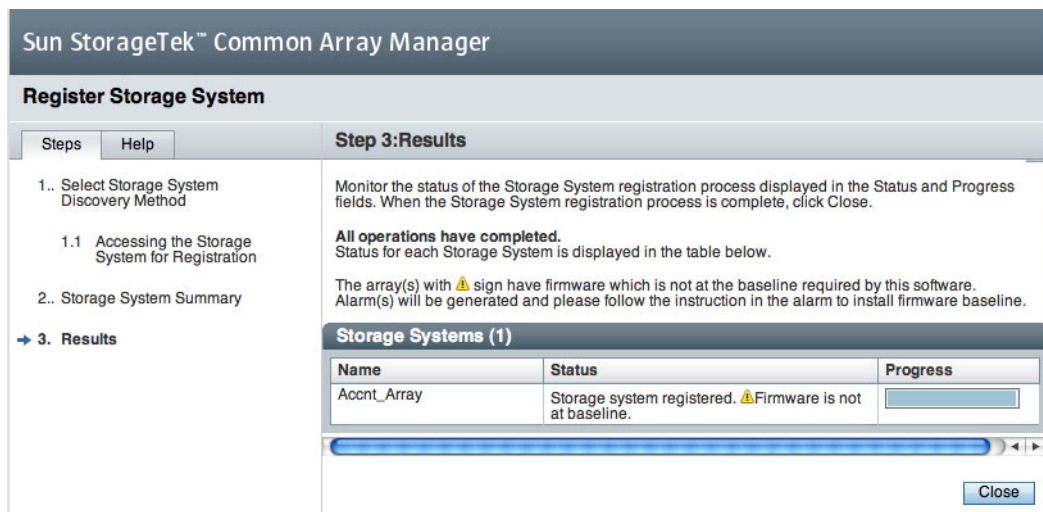 Sun StorageTek™ Common Array Manager
Register Storage System
Steps
Help
1.. Select Storage System
Discovery Method
1.1 Accessing the Storage
System for Registration
2.. Storage System Summary
3. Results
Step 3:Results
Monitor the status of the Storage System registration process displayed in the Status and Progress
fields. When the Storage System registration process is complete, click Close.
All operations have completed.
Status for each Storage System is displayed in the table below.
The array(s) with sign have firmware which is not at the baseline required by this software.
Alarm(s) will be generated and please follow the instruction in the alarm to install firmware baseline.
Storage Systems (1)
Name Status Progress
Accnt_Array Storage system registered. Firmware is not
at baseline.
Close